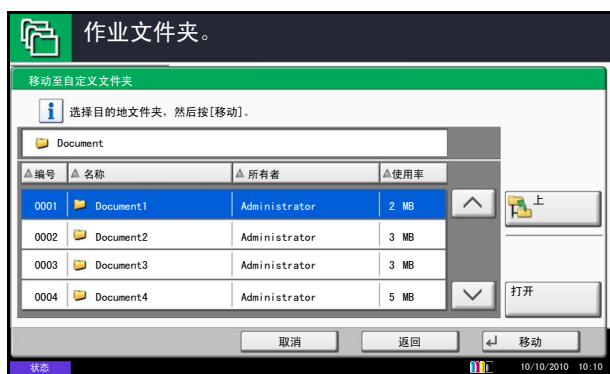 作业文件夹。
移动至自定义文件夹
选择目的地文件夹，然后按[移动]。
Document
编号 名称 所有者 使用率
0001 Document1 Administrator 2 MB
上
0002 Document2 Administrator 3 MB
0003 Document3 Administrator 3 MB
0004 Document4 Administrator 5 MB
打开
取消 返回 移动
状态 10/10/2010 10:10